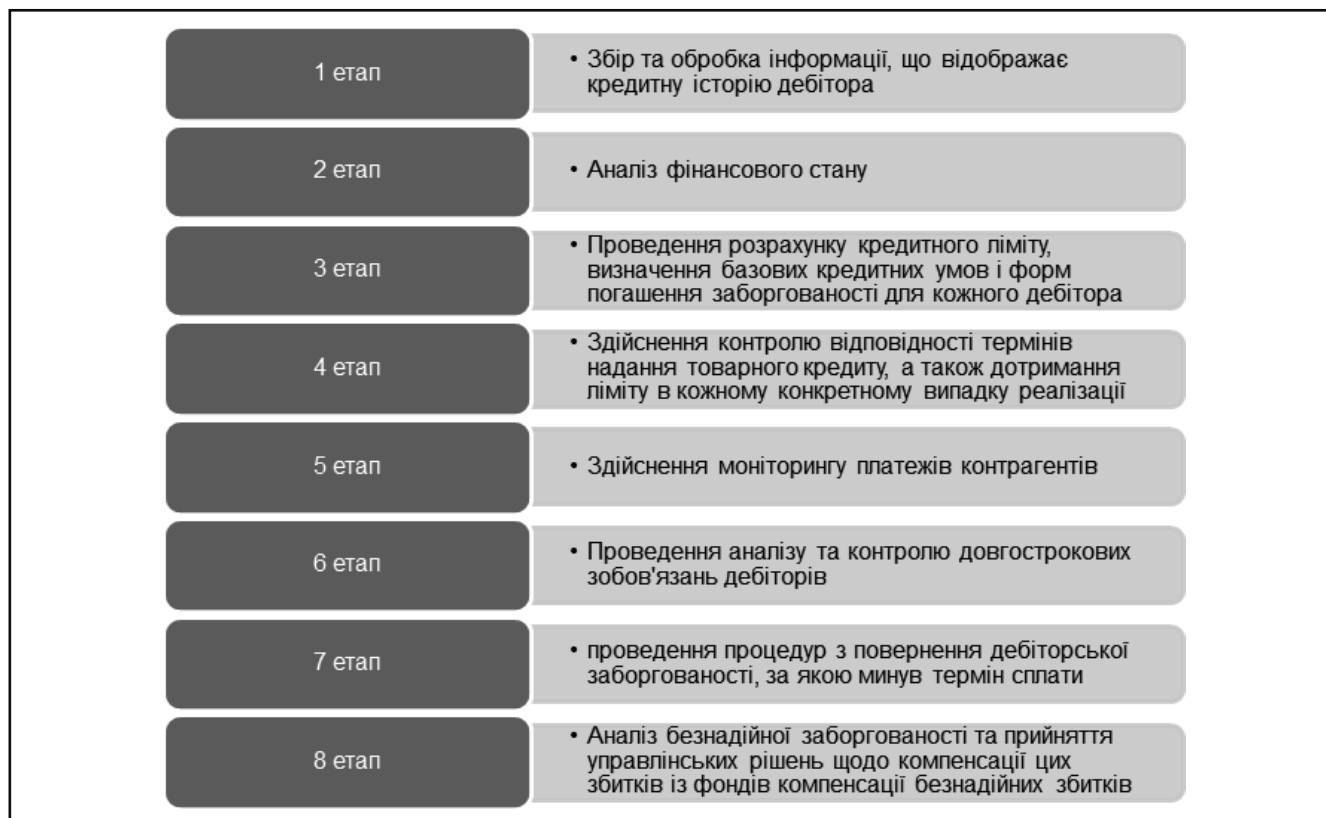 1 етап
• Збір та обробка інформації, що відображає
кредитну історію дебітора
2 етап
• Аналіз фінансового стану
3 етап
• Проведення розрахунку кредитного ліміту,
визначення базових кредитних умов і форм
погашення заборгованості для кожного дебітора
4 етап
• Здійснення контролю відповідності термінів
надання товарного кредиту, а також дотримання
ліміту в кожному конкретному випадку реалізації
5 етап
• Здійснення моніторингу платежів контрагентів
6 етап
• Проведення аналізу та контролю довгострокових
зобов'язань дебіторів
7 етап
• проведення процедур з повернення дебіторської
заборгованості, за якою минув термін сплати
8 етап
• Аналіз безнадійної заборгованості та прийняття
управлінських рішень щодо компенсації цих
збитків із фондів компенсації безнадійних збитків